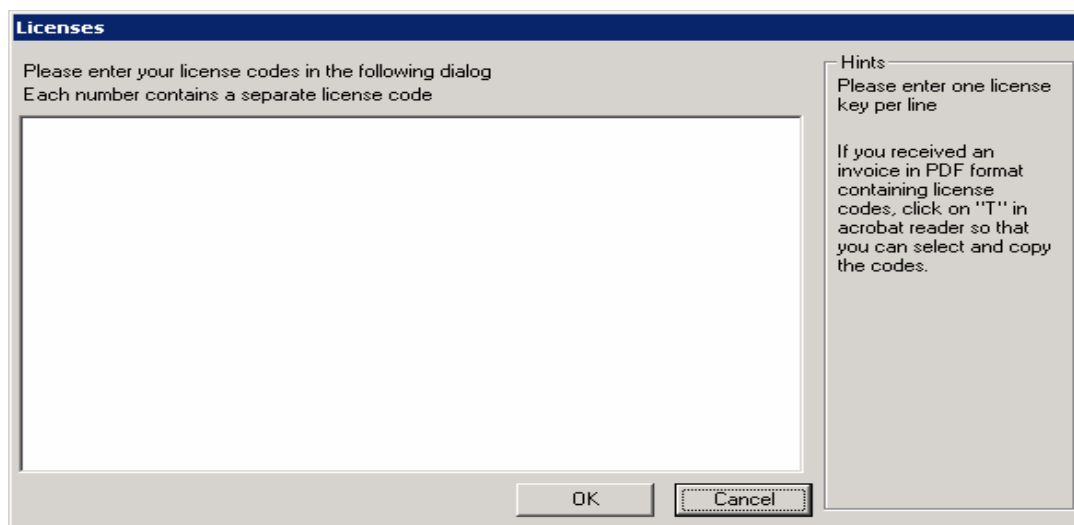 Licenses
Please enter your license codes in the following dialog
Each number contains a separate license code
Hints
Please enter one license
key per line
If you received an
invoice in PDF format
containing license
codes, click on "T" in
acrobat reader so that
you can select and copy
the codes.
OK
Cancel